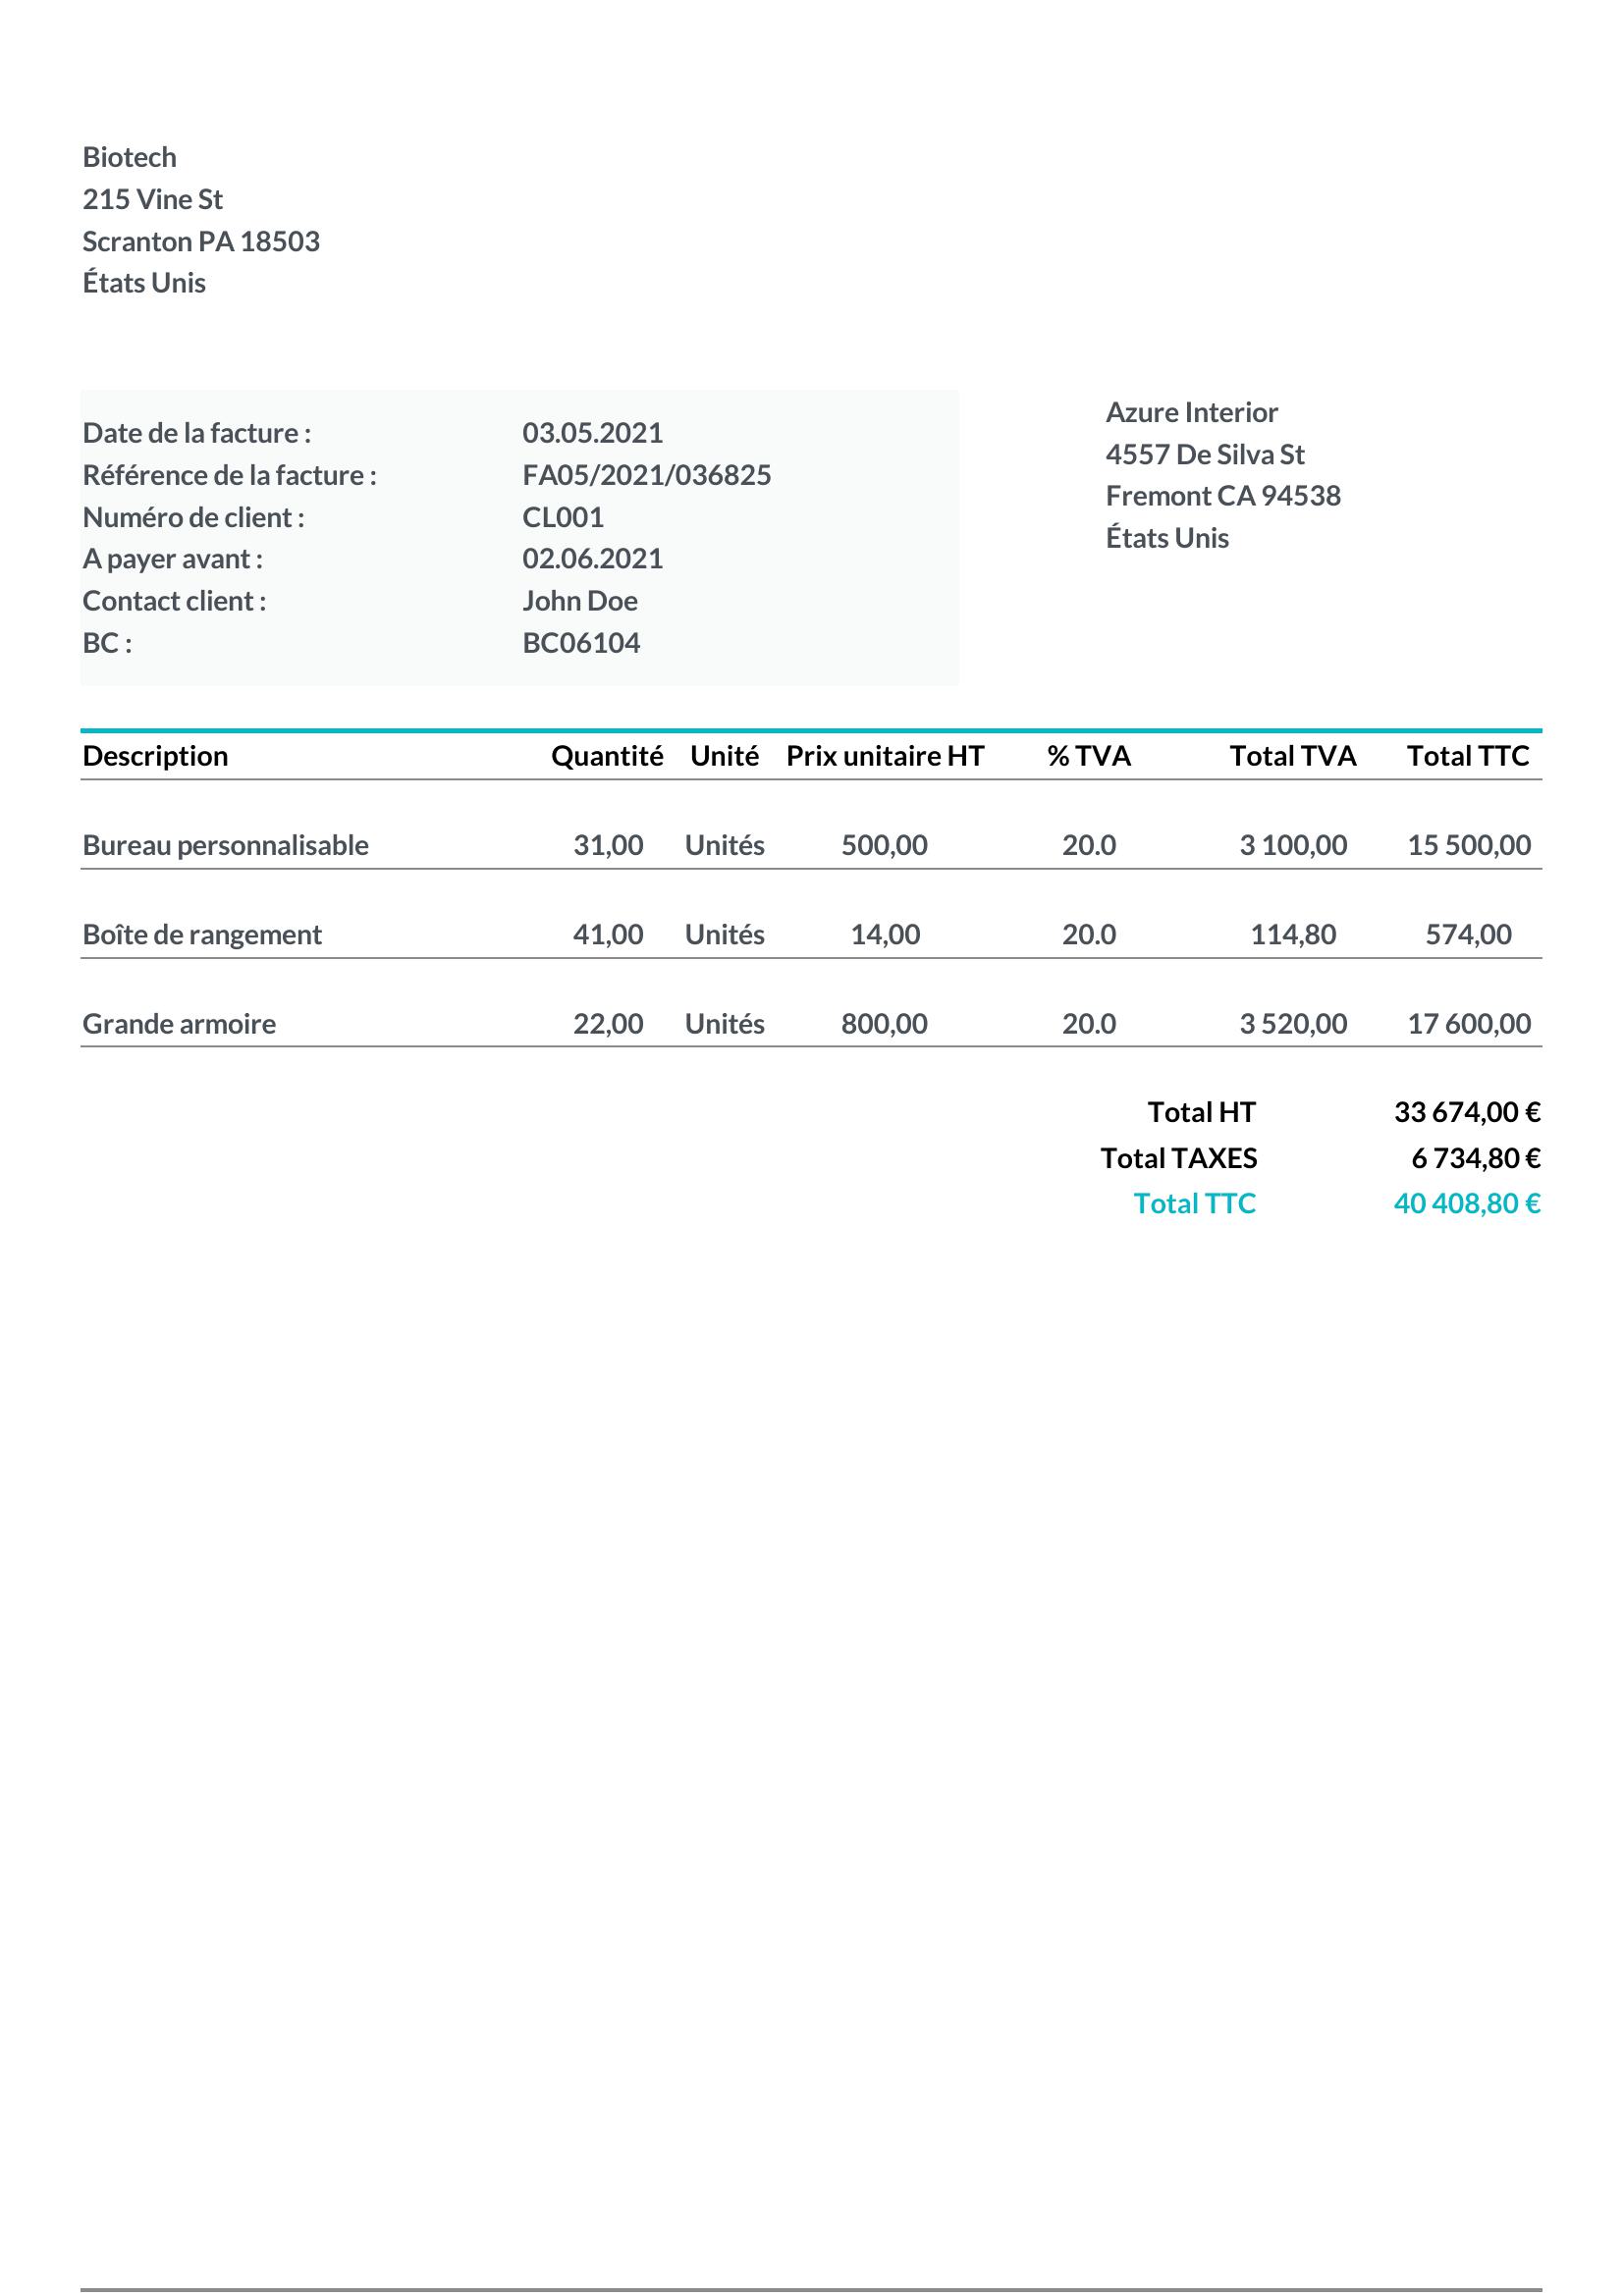 Biotech
215 Vine St
Scranton PA 18503
États Unis
Azure Interior
4557 De Silva St
Fremont CA 94538
États Unis
Date de la facture : 03.05.2021
Référence de la facture : FA05/2021/036825
Numéro de client : CL001
A payer avant : 02.06.2021
Contact client : John Doe
BC : BC06104
Description Quantité Unité Prix unitaire HT % TVA Total TVA Total TTC
Bureau personnalisable 31,00 Unités 500,00 20.0 3 100,00 15 500,00
Boîte de rangement 41,00 Unités 14,00 20.0 114,80 574,00
Grande armoire 22,00 Unités 800,00 20.0 3 520,00 17 600,00
Total HT 33 674,00 €
Total TAXES 6 734,80 €
Total TTC 40 408,80 €